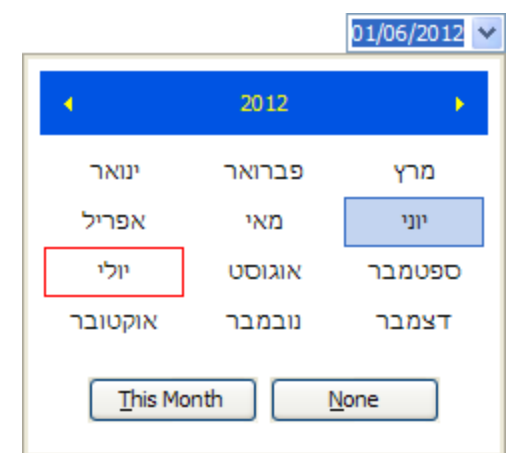 01/06/2012
2012
ינואר פברואר מרץ
אפריל מאי יוני
יולי אוגוסט ספטמבר
אוקטובר נובמבר דצמבר
This Month None